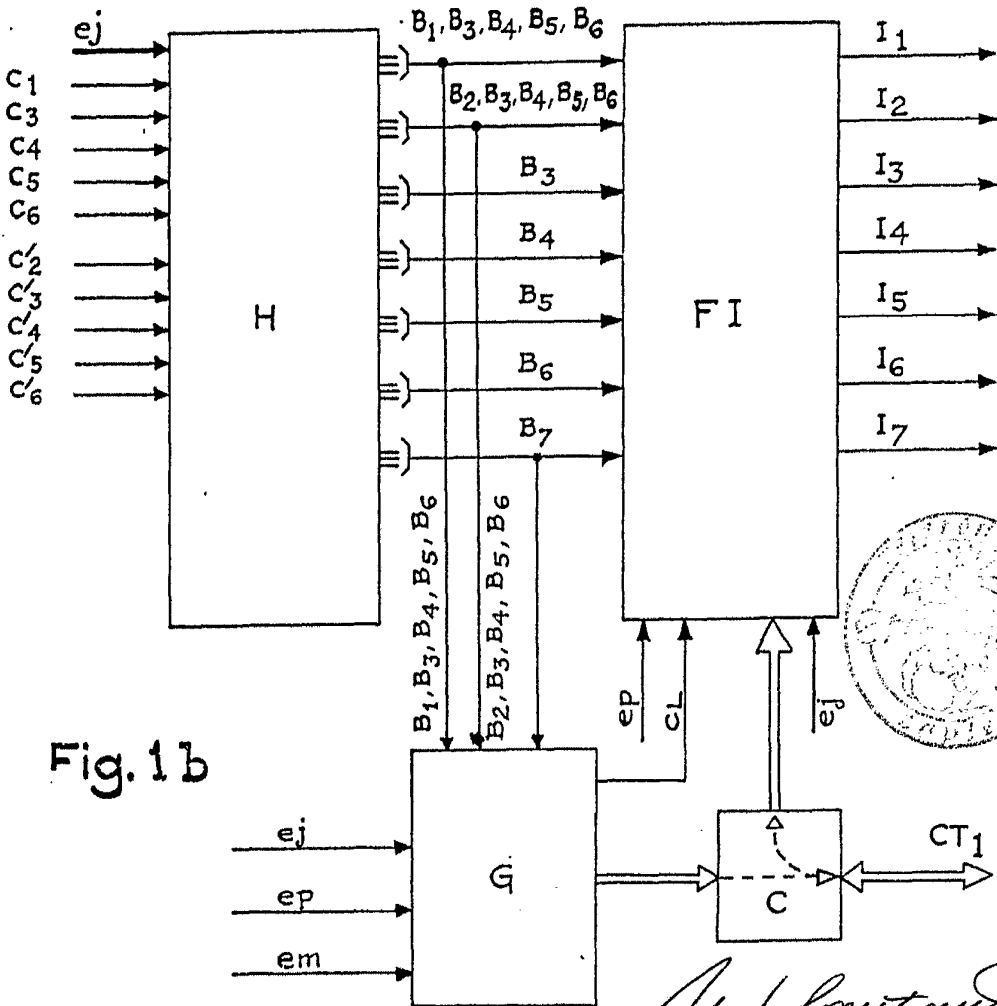 ej
C1
C3
C4
C5
C6
C'2
C'3
C'4
C'5
C'6
H
B1, B3, B4, B5, B6
B2, B3, B4, B5, B6
B3
B4
B5
B6
B7
FI
I1
I2
I3
I4
I5
I6
I7
B1, B3, B4, B5, B6
B2, B3, B4, B5, B6
ep
cL
ej
Fig. 1b
ej
ep
em
G
C
CT1